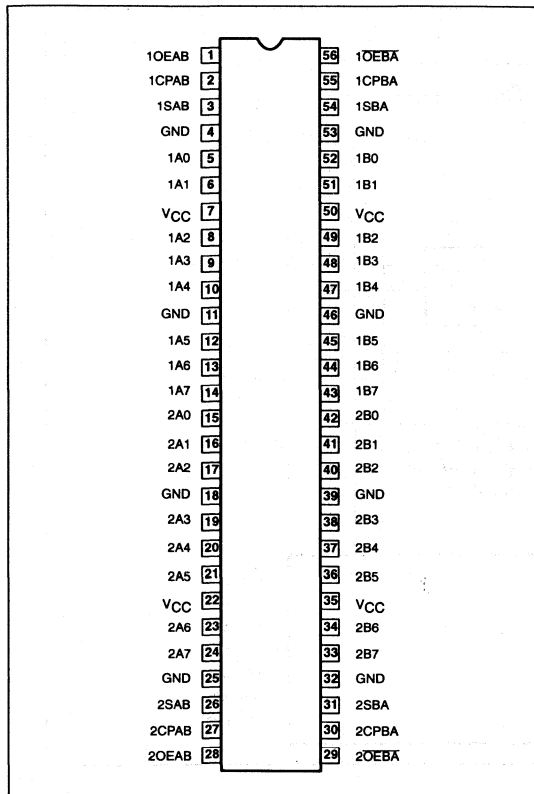 1OEAB 1 56 1O̅E̅B̅A̅
1CPAB 2 55 1CPBA
1SAB 3 54 1SBA
GND 4 53 GND
1A0 5 52 1B0
1A1 6 51 1B1
VCC 7 50 VCC
1A2 8 49 1B2
1A3 9 48 1B3
1A4 10 47 1B4
GND 11 46 GND
1A5 12 45 1B5
1A6 13 44 1B6
1A7 14 43 1B7
2A0 15 42 2B0
2A1 16 41 2B1
2A2 17 40 2B2
GND 18 39 GND
2A3 19 38 2B3
2A4 20 37 2B4
2A5 21 36 2B5
VCC 22 35 VCC
2A6 23 34 2B6
2A7 24 33 2B7
GND 25 32 GND
2SAB 26 31 2SBA
2CPAB 27 30 2CPBA
2OEAB 28 29 2O̅E̅B̅A̅